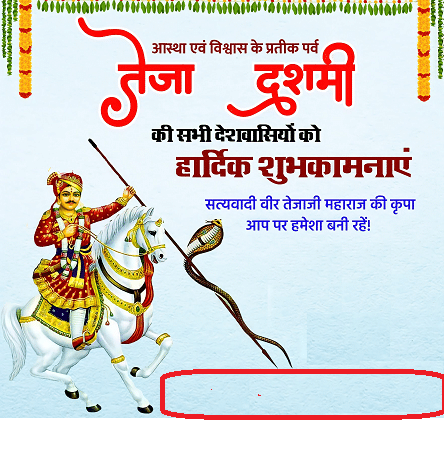 आस्था एवं विश्वास के प्रतीक पर्व
तेजा दशमी
की सभी देशवासियों को
हार्दिक शुभकामनाएं
सत्यवादी वीर तेजाजी महाराज की कृपा
आप पर हमेशा बनी रहें!